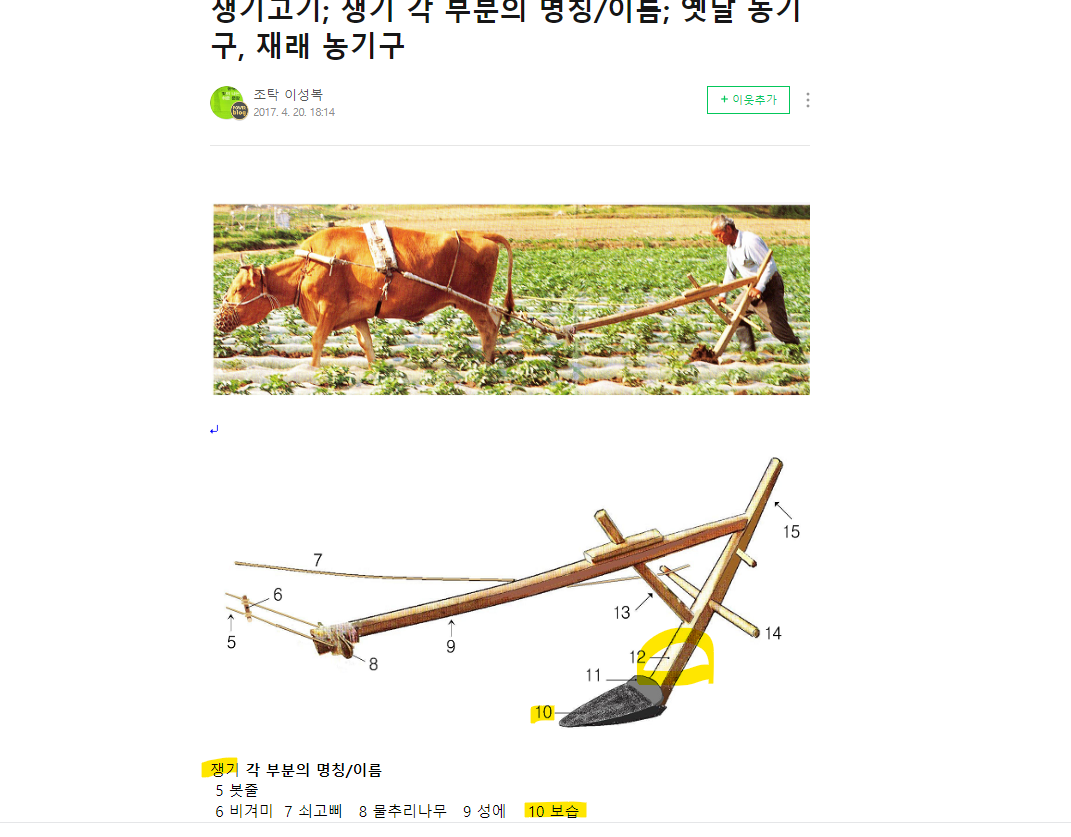 쟁기고기; 쟁기 각 부분의 명칭/이름; 옛날 농기
구, 재래 농기구
조탁 이성복
2017. 4. 20. 18:14
+ 이웃추가
15
7
6
5
13
14
9
12
8
11
10
쟁기 각 부분의 명칭/이름
5 봇줄
6 비겨미 7 쇠고삐 8 물추리나무 9 성에 10 보습